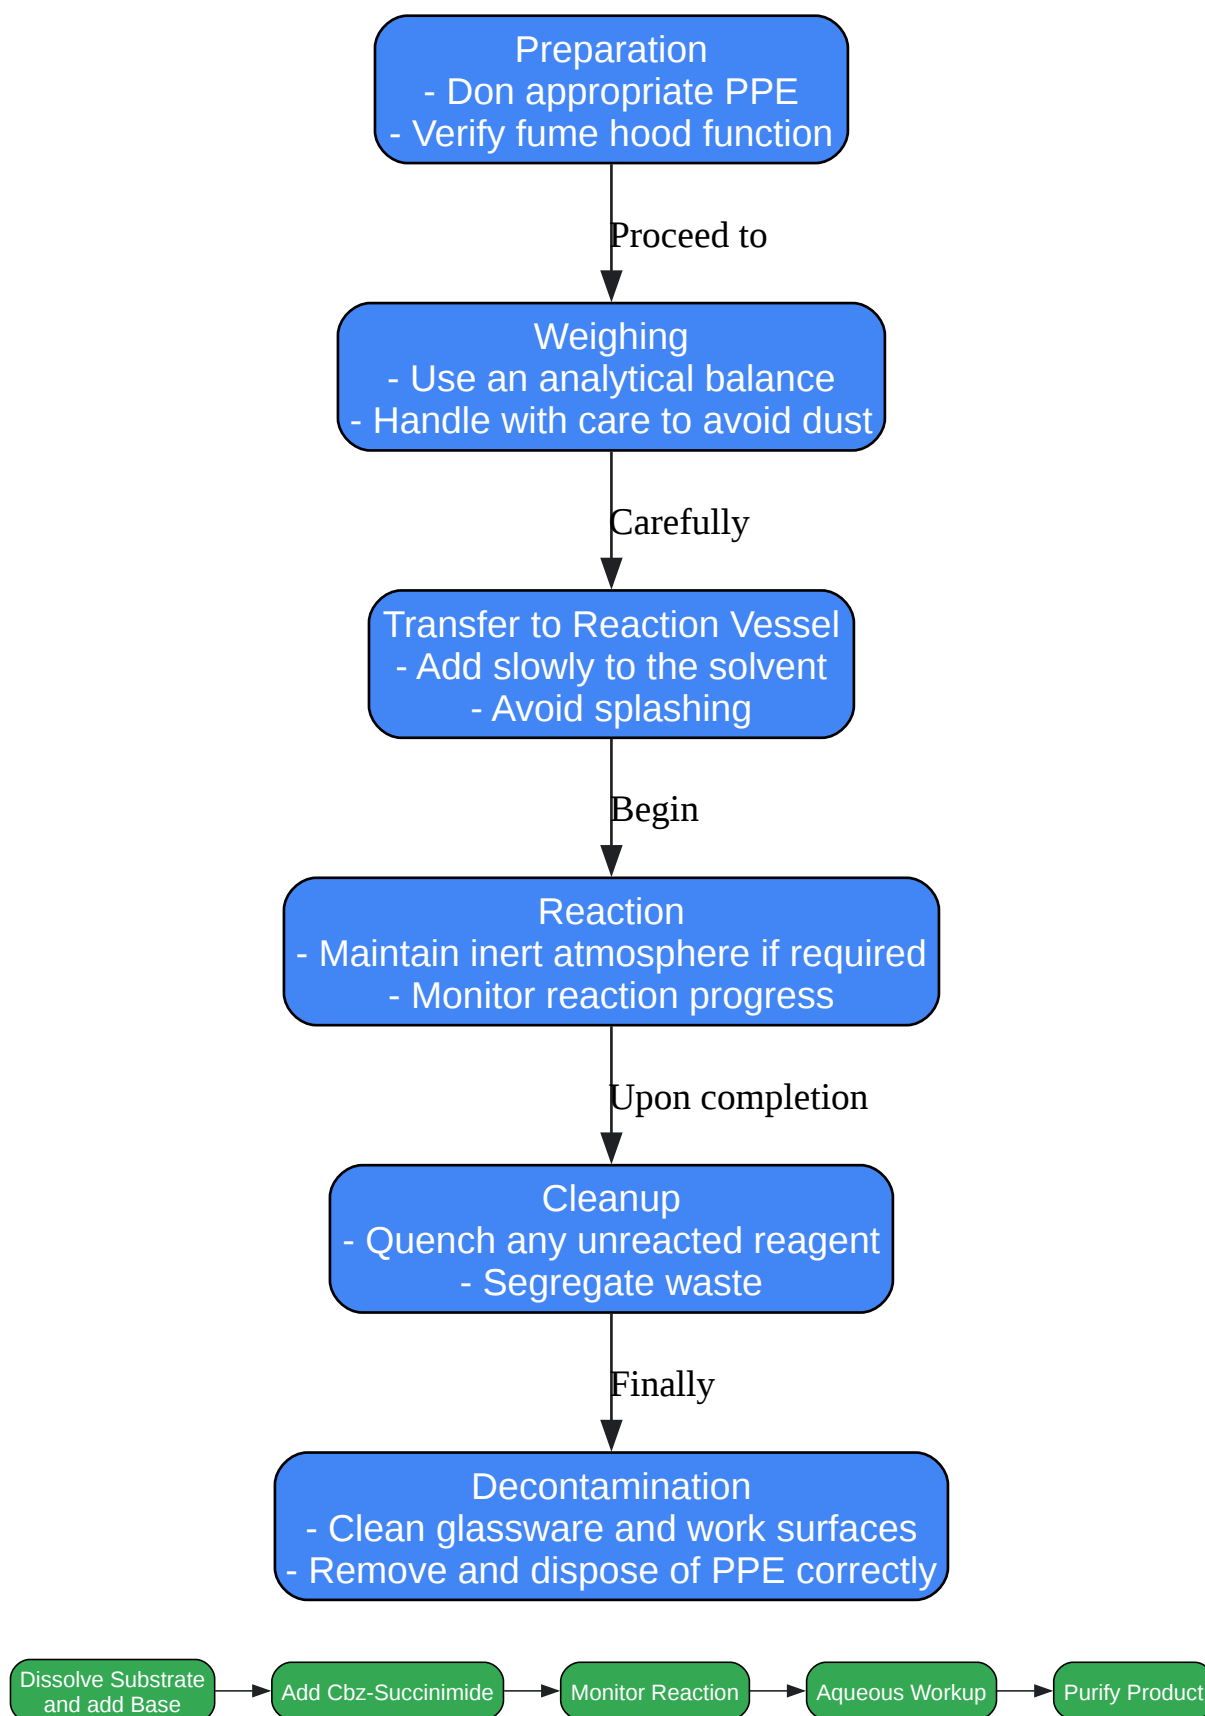 Preparation
- Don appropriate PPE
- Verify fume hood function
Proceed to
Weighing
- Use an analytical balance
- Handle with care to avoid dust
Carefully
Transfer to Reaction Vessel
- Add slowly to the solvent
- Avoid splashing
Begin
Reaction
- Maintain inert atmosphere if required
- Monitor reaction progress
Upon completion
Cleanup
- Quench any unreacted reagent
- Segregate waste
Finally
Decontamination
- Clean glassware and work surfaces
- Remove and dispose of PPE correctly
Dissolve Substrate
and add Base
Add Cbz-Succinimide
Monitor Reaction
Aqueous Workup
Purify Product